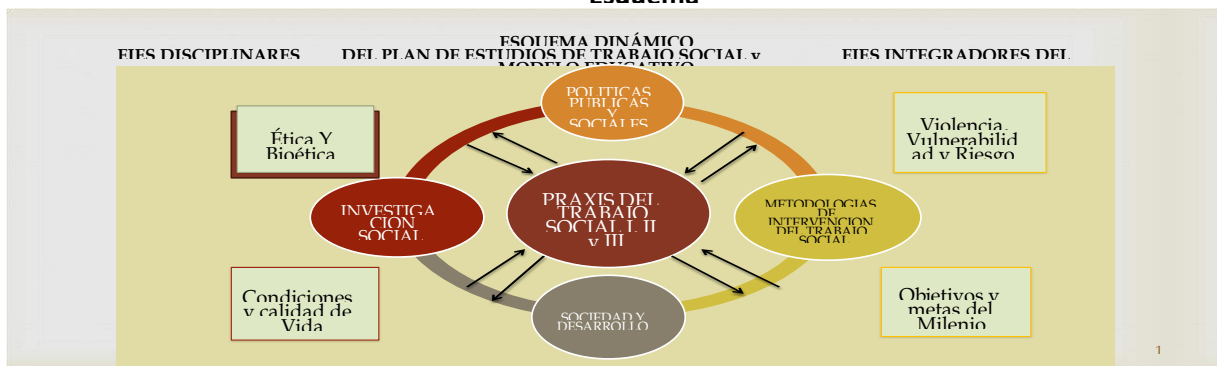 Esquema
ESQUEMA DINÁMICO
EJES DISCIPLINARES
DEL PLAN DE ESTUDIOS DE TRABAJO SOCIAL y
EJES INTEGRADORES DEL
MODELO EDUCATIVO
POLITICAS
PUBLICAS
Y
SOCIALES
Ética Y
Bioética
Violencia,
Vulnerabilid
ad y Riesgo
INVESTIGA
CION
SOCIAL
PRAXIS DEL
TRABAJO
SOCIAL I, II
y III
METODOLOGIAS
DE
INTERVENCION
DEL TRABAJO
SOCIAL
Condiciones
y calidad de
Vida
SOCIEDAD Y
DESARROLLO
Objetivos y
metas del
Milenio
1